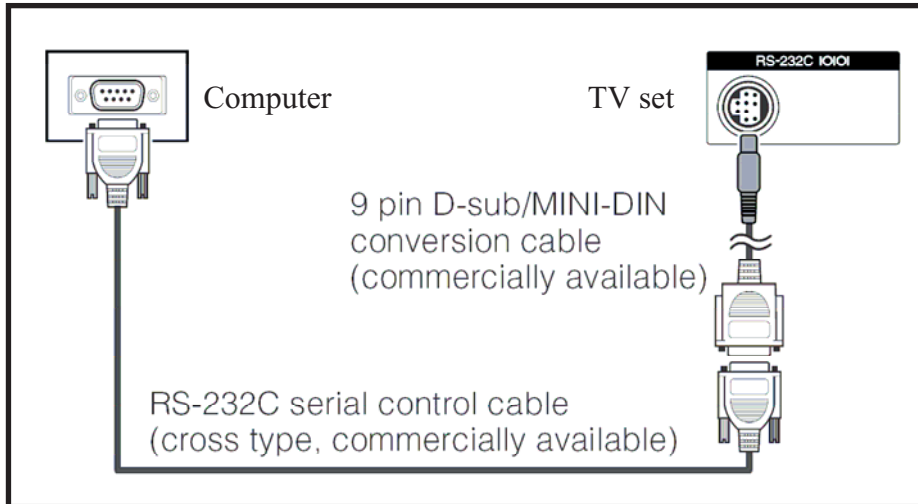 RS-232C IOIOI
Computer
TV set
9 pin D-sub/MINI-DIN
conversion cable
(commercially available)
RS-232C serial control cable
(cross type, commercially available)